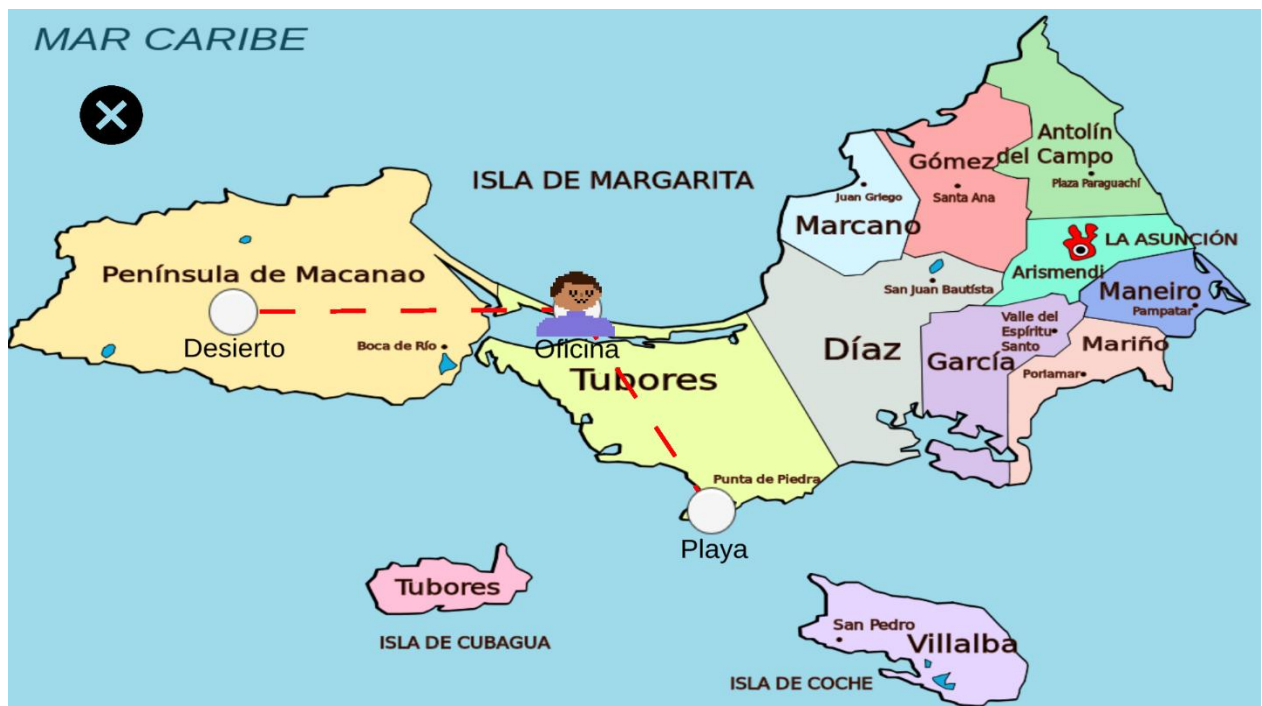 MAR CARIBE
ISLA DE MARGARITA
Antolín
del Campo
Plaza Paraguachí
Gómez
Santa Ana
Juan Griego
Marcano
LA ASUNCIÓN
Arismendi
Península de Macanao
Desierto
Boca de Río
Oficina
Tubores
San Juan Bautísta
Díaz
Maneiro
Pampatar
Valle del
Espíritu
Santo
García
Mariño
Porlamar
Punta de Piedra
Playa
Tubores
ISLA DE CUBAGUA
San Pedro
Villalba
ISLA DE COCHE